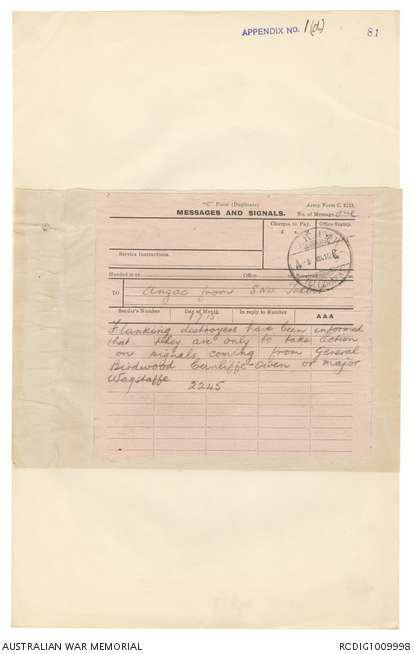 APPENDIX No. 1(d)
81
"C" Form (Duplicate).
Army Form C. 2123.
MESSAGES AND SIGNALS.
No. of Message
Charges to Pay.
Office Stamp.
Service Instructions.
Handed in at
Office
Received
TO
Anzac from S.N.O.
Sender's Number
Day of Month
In reply to Number
AAA
Flanking destroyers have been informed
that they are only to take action
on signals coming from General
Birdwood Cunliffe-Owen or Major
Wagstaffe 2245
AUSTRALIAN WAR MEMORIAL
RCDIG1009998